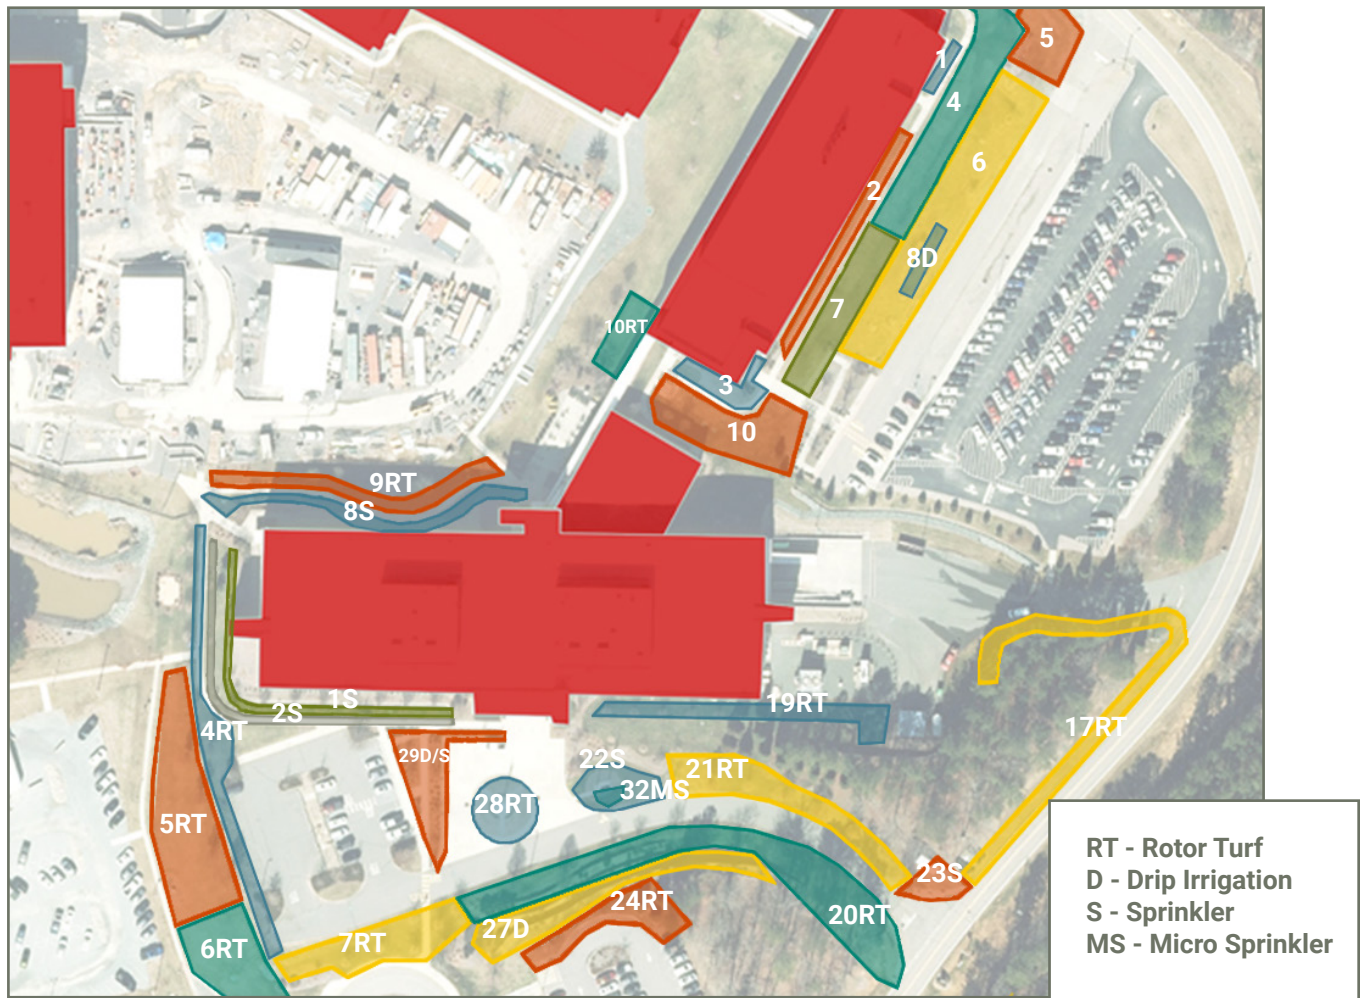 5
1
4
6
2
8D
7
10RT
3
10
9RT
8S
1S
19RT
2S
4RT
17RT
29D/S
22S
21RT
32MS
28RT
5RT
23S
24RT
20RT
27D
7RT
6RT
RT - Rotor Turf
D - Drip Irrigation
S - Sprinkler
MS - Micro Sprinkler